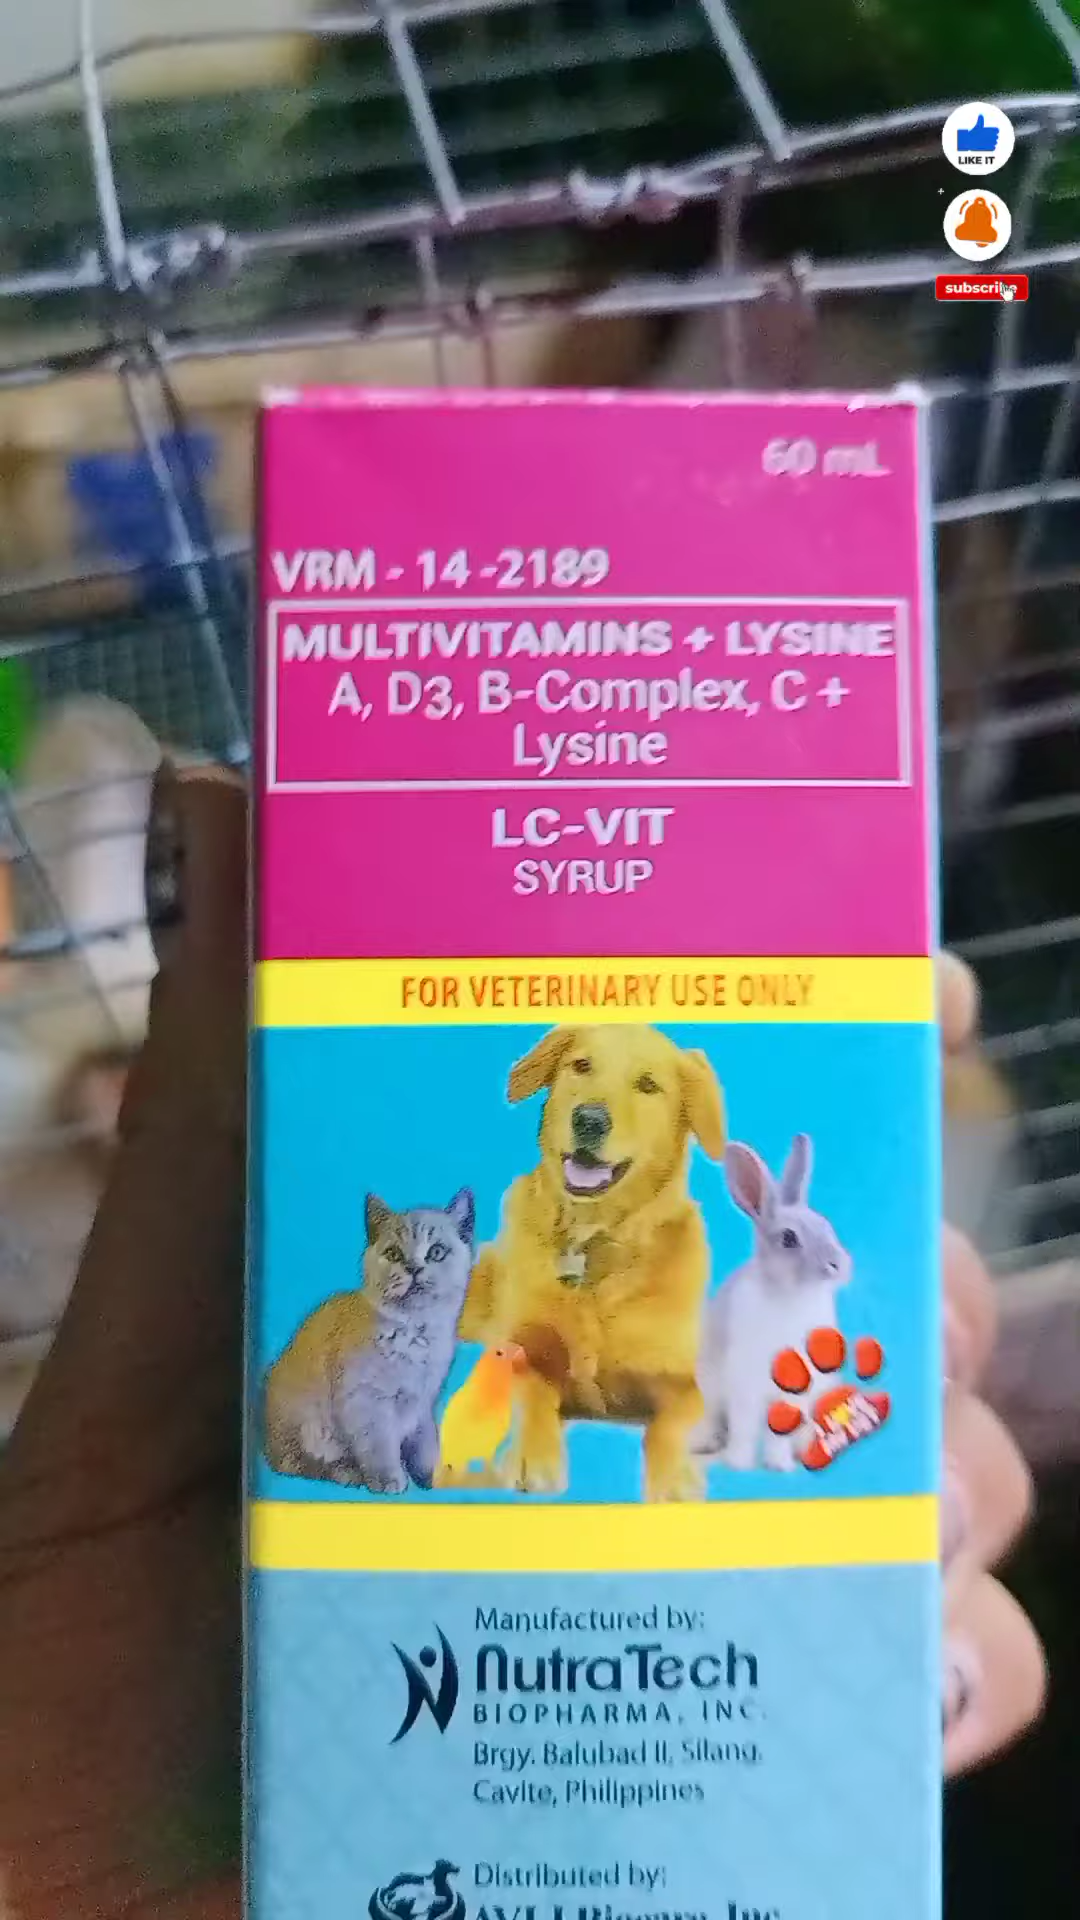 LIKE IT
subscribe
60 mL
VRM - 14 -2189
MULTIVITAMINS + LYSINE
A, D3, B-Complex, C +
Lysine
LC-VIT
SYRUP
FOR VETERINARY USE ONLY
Manufactured by:
NutraTech
BIOPHARMA, INC.
Brgy. Balubad II, Silang,
Cavite, Philippines
Distributed by: